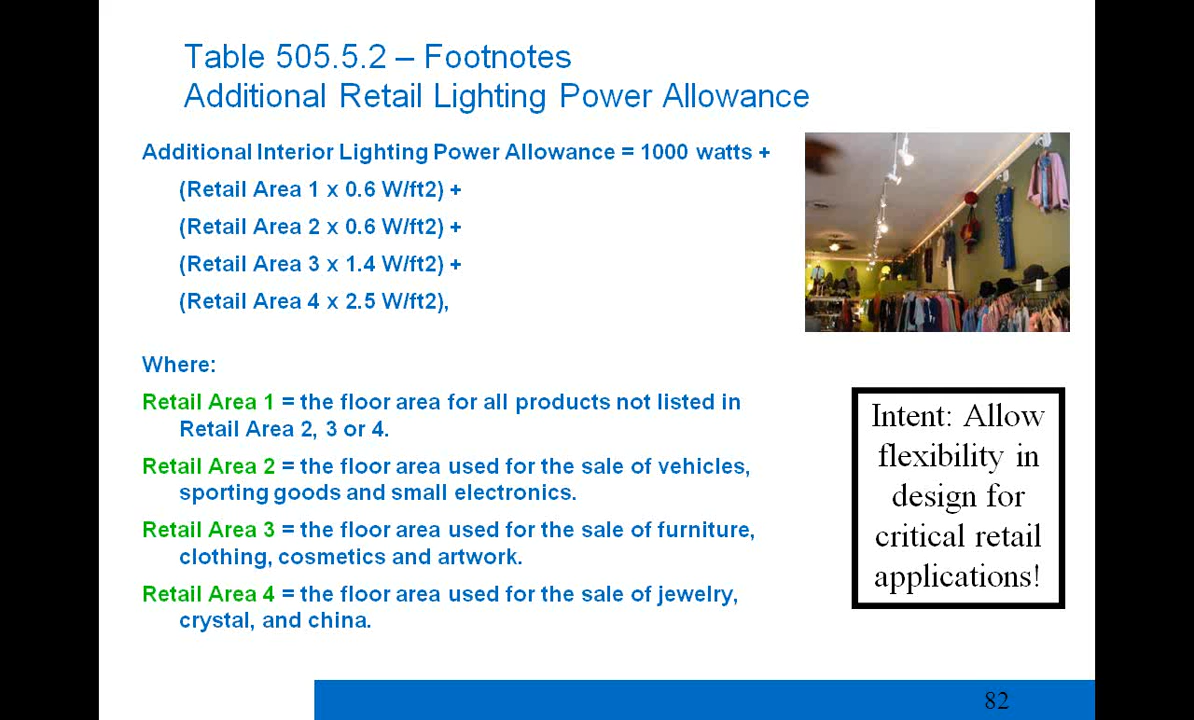 Table 505.5.2 – Footnotes
Additional Retail Lighting Power Allowance
Additional Interior Lighting Power Allowance = 1000 watts +
(Retail Area 1 x 0.6 W/ft2) +
(Retail Area 2 x 0.6 W/ft2) +
(Retail Area 3 x 1.4 W/ft2) +
(Retail Area 4 x 2.5 W/ft2),
Where:
Retail Area 1 = the floor area for all products not listed in
Retail Area 2, 3 or 4.
Retail Area 2 = the floor area used for the sale of vehicles,
sporting goods and small electronics.
Retail Area 3 = the floor area used for the sale of furniture,
clothing, cosmetics and artwork.
Retail Area 4 = the floor area used for the sale of jewelry,
crystal, and china.
Intent: Allow
flexibility in
design for
critical retail
applications!
82